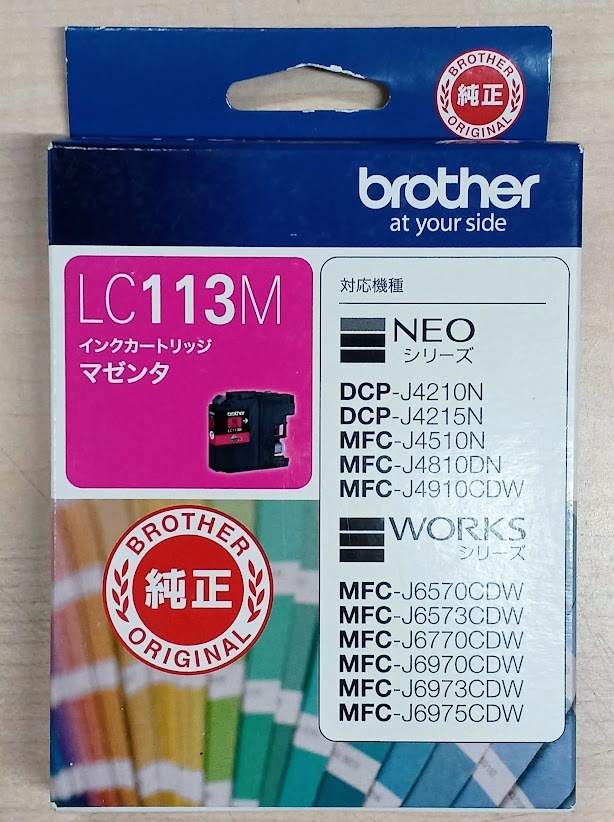 BROTHER
純正
ORIGINAL
brother
at your side
LC113M
インクカートリッジ
マゼンタ
brother
M
LC113M
対応機種
NEO
シリーズ
DCP-J4210N
DCP-J4215N
MFC-J4510N
MFC-J4810DN
MFC-J4910CDW
WORKS
シリーズ
MFC-J6570CDW
MFC-J6573CDW
MFC-J6770CDW
MFC-J6970CDW
MFC-J6973CDW
MFC-J6975CDW
BROTHER
純正
ORIGINAL